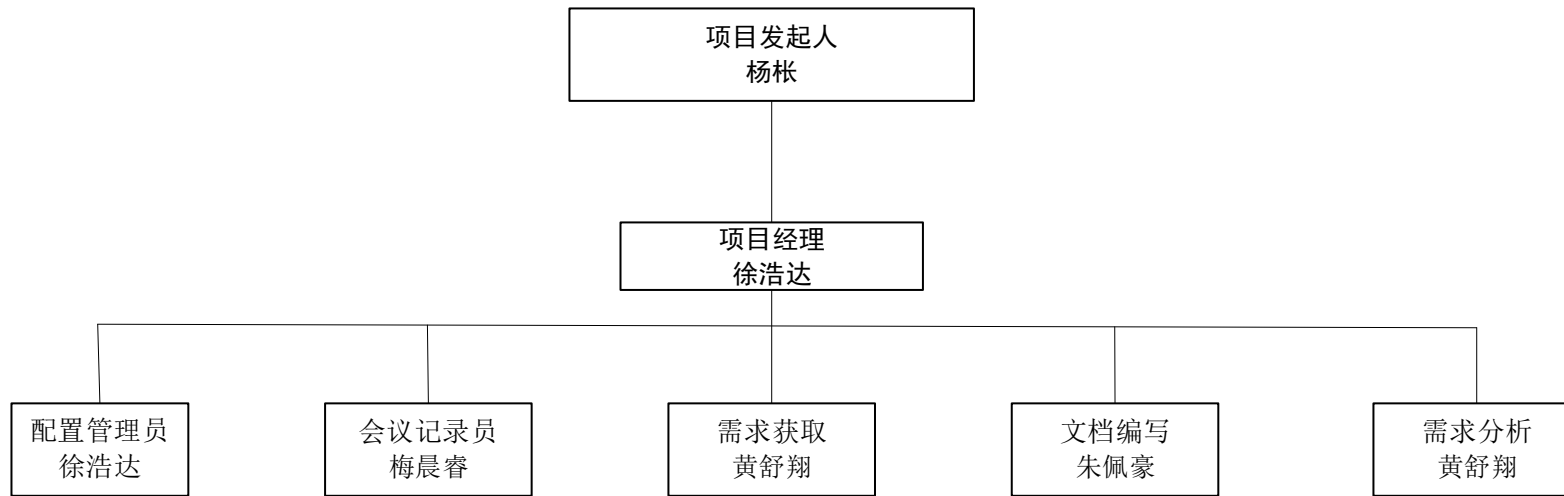 项目发起人
杨枨
项目经理
徐浩达
配置管理员
徐浩达
会议记录员
梅晨睿
需求获取
黄舒翔
文档编写
朱佩豪
需求分析
黄舒翔